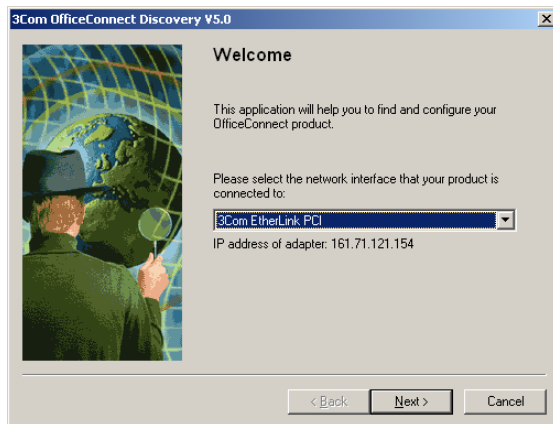 3Com OfficeConnect Discovery V5.0
Welcome
This application will help you to find and configure your
OfficeConnect product.
Please select the network interface that your product is
connected to:
3Com EtherLink PCI
IP address of adapter: 161.71.121.154
< Back
Next >
Cancel